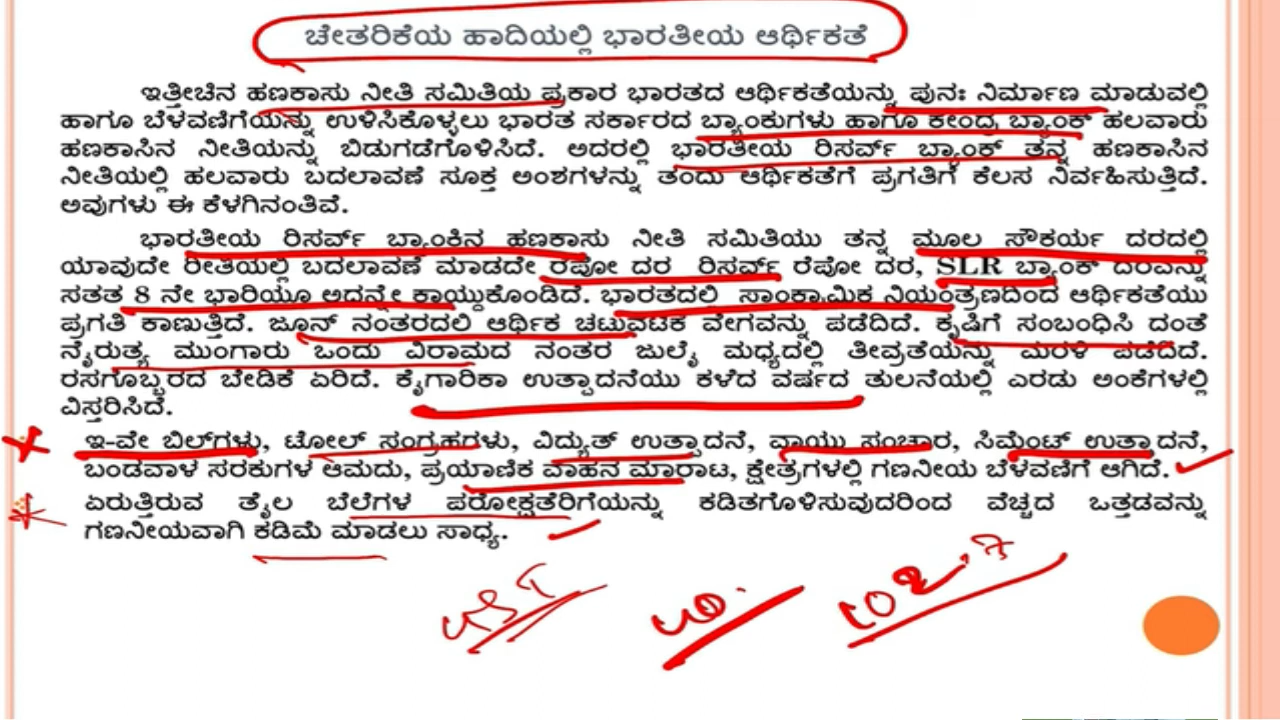 ಚೇತರಿಕೆಯ ಹಾದಿಯಲ್ಲಿ ಭಾರತೀಯ ಆರ್ಥಿಕತೆ
ಇತ್ತೀಚಿನ ಹಣಕಾಸು ನೀತಿ ಸಮಿತಿಯ ಪ್ರಕಾರ ಭಾರತದ ಆರ್ಥಿಕತೆಯನ್ನು ಪುನಃ ನಿರ್ಮಾಣ ಮಾಡುವಲ್ಲಿ
ಹಾಗೂ ಬೆಳವಣಿಗೆಯನ್ನು ಉಳಿಸಿಕೊಳ್ಳಲು ಭಾರತ ಸರ್ಕಾರದ ಬ್ಯಾಂಕುಗಳು ಹಾಗೂ ಕೇಂದ್ರ ಬ್ಯಾಂಕ್ ಹಲವಾರು
ಹಣಕಾಸಿನ ನೀತಿಯನ್ನು ಬಿಡುಗಡೆಗೊಳಿಸಿದೆ. ಅದರಲ್ಲಿ ಭಾರತೀಯ ರಿಸರ್ವ್ ಬ್ಯಾಂಕ್ ತನ್ನ ಹಣಕಾಸಿನ
ನೀತಿಯಲ್ಲಿ ಹಲವಾರು ಬದಲಾವಣೆ ಸೂಕ್ತ ಅಂಶಗಳನ್ನು ತಂದು ಆರ್ಥಿಕತೆಗೆ ಪ್ರಗತಿಗೆ ಕೆಲಸ ನಿರ್ವಹಿಸುತ್ತಿದೆ.
ಅವುಗಳು ಈ ಕೆಳಗಿನಂತಿವೆ.
ಭಾರತೀಯ ರಿಸರ್ವ್ ಬ್ಯಾಂಕಿನ ಹಣಕಾಸು ನೀತಿ ಸಮಿತಿಯು ತನ್ನ ಮೂಲ ಸೌಕರ್ಯ ದರದಲ್ಲಿ
ಯಾವುದೇ ರೀತಿಯಲ್ಲಿ ಬದಲಾವಣೆ ಮಾಡದೇ ರೆಪೋ ದರ ರಿಸರ್ವ್ ರೆಪೋ ದರ, SLR ಬ್ಯಾಂಕ್ ದರವನ್ನು
ಸತತ 8 ನೇ ಭಾರಿಯೂ ಅದನ್ನೇ ಕಾಯ್ದುಕೊಂಡಿದೆ. ಭಾರತದಲ್ಲಿ ಸಾಂಕ್ರಾಮಿಕ ನಿಯಂತ್ರಣದಿಂದ ಆರ್ಥಿಕತೆಯು
ಪ್ರಗತಿ ಕಾಣುತ್ತಿದೆ. ಜೂನ್ ನಂತರದಲ್ಲಿ ಆರ್ಥಿಕ ಚಟುವಟಿಕೆ ವೇಗವನ್ನು ಪಡೆದಿದೆ. ಕೃಷಿಗೆ ಸಂಬಂಧಿಸಿ ದಂತೆ
ನೈರುತ್ಯ ಮುಂಗಾರು ಒಂದು ವಿರಾಮದ ನಂತರ ಜುಲೈ ಮಧ್ಯದಲ್ಲಿ ತೀವ್ರತೆಯನ್ನು ಮರಳಿ ಪಡೆದಿದೆ.
ರಸಗೊಬ್ಬರದ ಬೇಡಿಕೆ ಏರಿದೆ. ಕೈಗಾರಿಕಾ ಉತ್ಪಾದನೆಯು ಕಳೆದ ವರ್ಷದ ತುಲನೆಯಲ್ಲಿ ಎರಡು ಅಂಕೆಗಳಲ್ಲಿ
ವಿಸ್ತರಿಸಿದೆ.
ಇ-ವೇ ಬಿಲ್‌ಗಳು, ಟೋಲ್ ಸಂಗ್ರಹಗಳು, ವಿದ್ಯುತ್ ಉತ್ಪಾದನೆ, ವಾಯು ಸಂಚಾರ, ಸಿಮೆಂಟ್ ಉತ್ಪಾದನೆ,
ಬಂಡವಾಳ ಸರಕುಗಳ ಆಮದು, ಪ್ರಯಾಣಿಕ ವಾಹನ ಮಾರಾಟ, ಕ್ಷೇತ್ರಗಳಲ್ಲಿ ಗಣನೀಯ ಬೆಳವಣಿಗೆ ಆಗಿದೆ.
ಏರುತ್ತಿರುವ ತೈಲ ಬೆಲೆಗಳ ಪರೋಕ್ಷತೆರಿಗೆಯನ್ನು ಕಡಿತಗೊಳಿಸುವುದರಿಂದ ವೆಚ್ಚದ ಒತ್ತಡವನ್ನು
ಗಣನೀಯವಾಗಿ ಕಡಿಮೆ ಮಾಡಲು ಸಾಧ್ಯ.